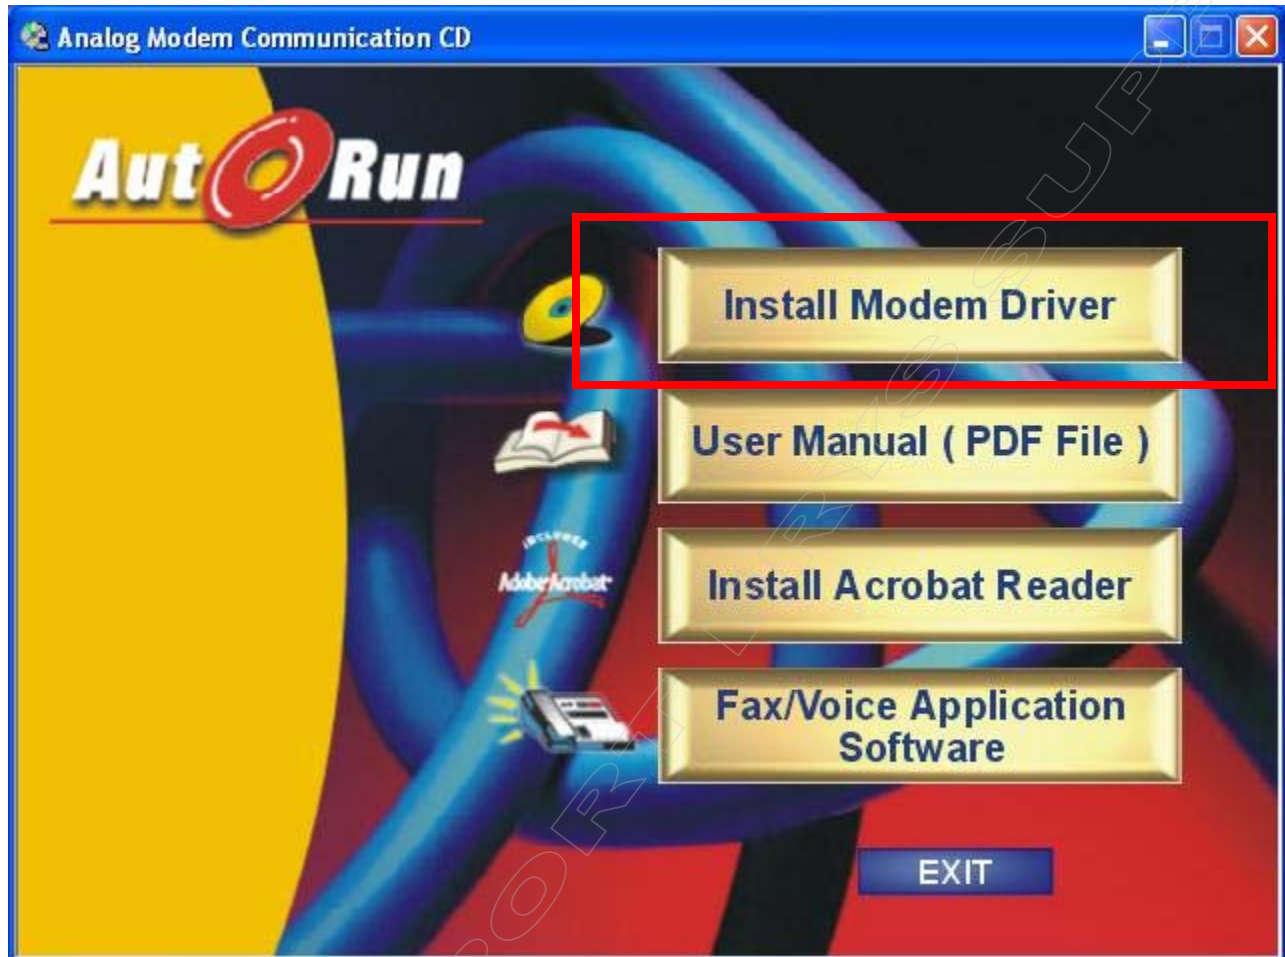 Analog Modem Communication CD
AutoRun
Install Modem Driver
User Manual ( PDF File )
INCLUDES
Adobe Acrobat
Install Acrobat Reader
Fax/Voice Application
Software
EXIT